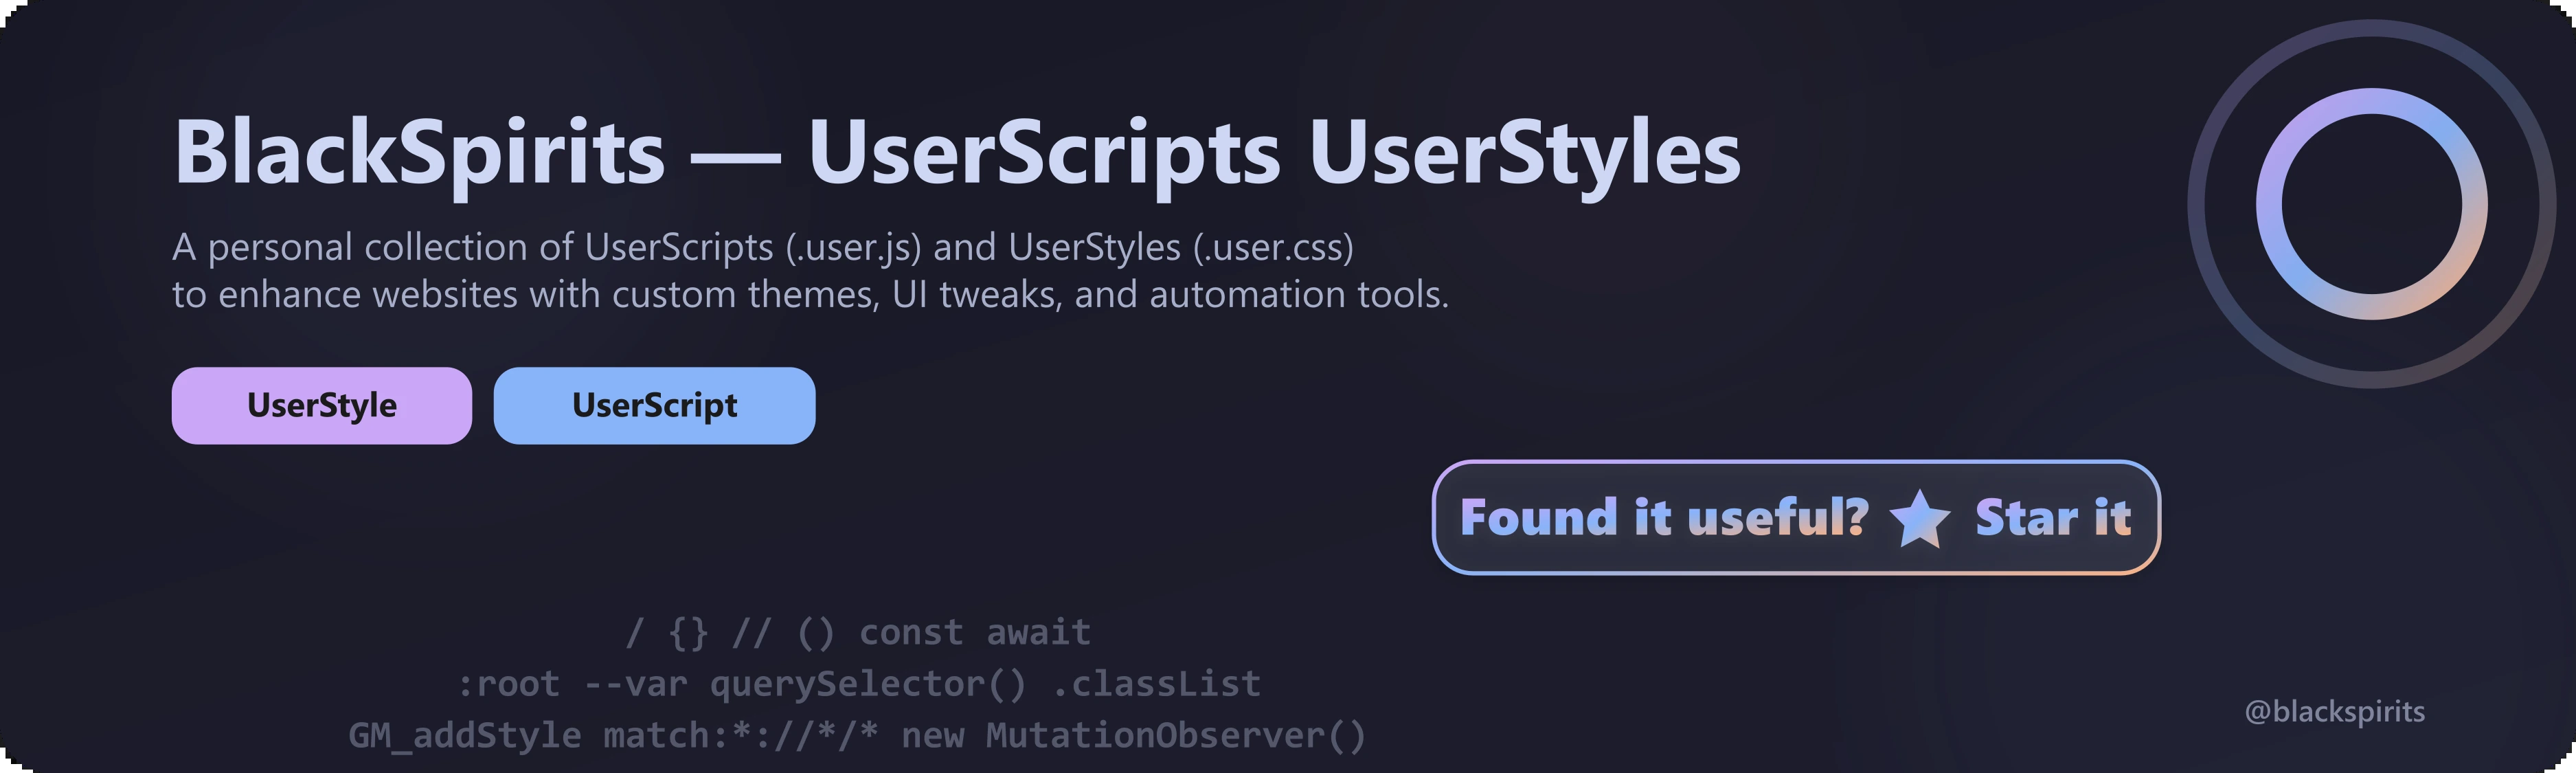 BlackSpirits — UserScripts UserStyles
A personal collection of UserScripts (.user.js) and UserStyles (.user.css)
to enhance websites with custom themes, UI tweaks, and automation tools.
UserStyle UserScript
Found it useful? ★ Star it
/ {} // () const await
:root --var querySelector() .classList
GM_addStyle match:*://*/* new MutationObserver()
@blackspirits